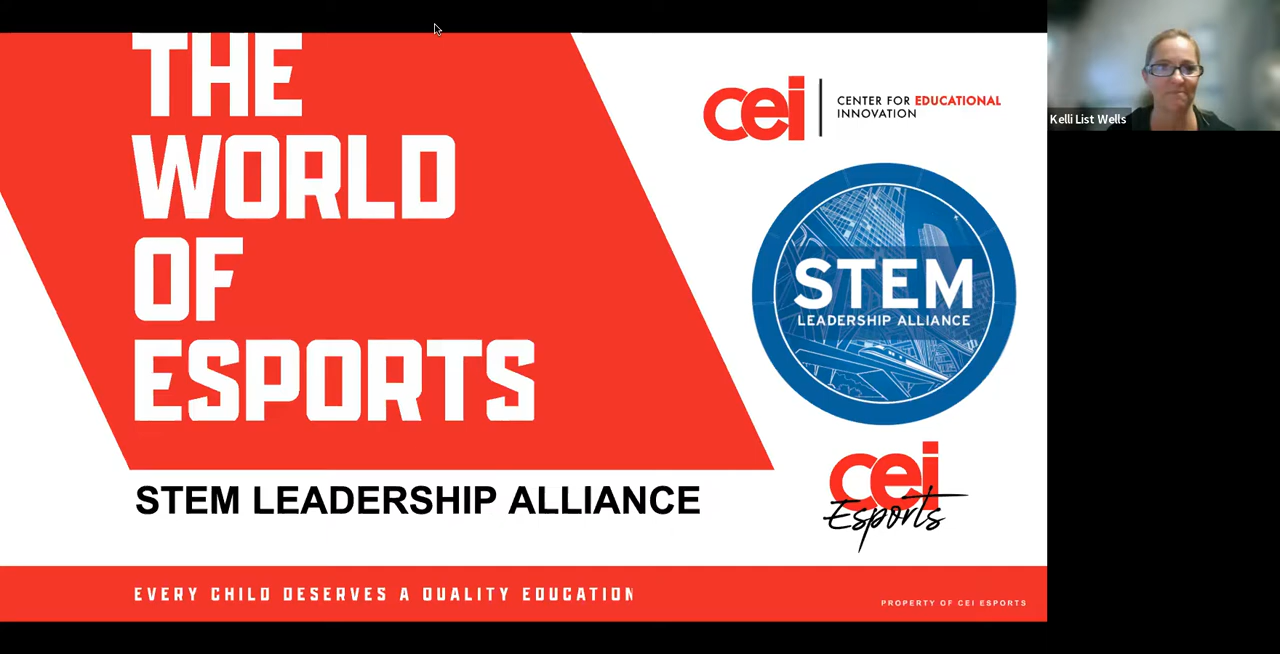 THE
WORLD
OF
ESPORTS
STEM LEADERSHIP ALLIANCE
EVERY CHILD DESERVES A QUALITY EDUCATION
cei
CENTER FOR EDUCATIONAL
INNOVATION
STEM
LEADERSHIP ALLIANCE
cei
Esports
PROPERTY OF CEI ESPORTS
Kelli List Wells